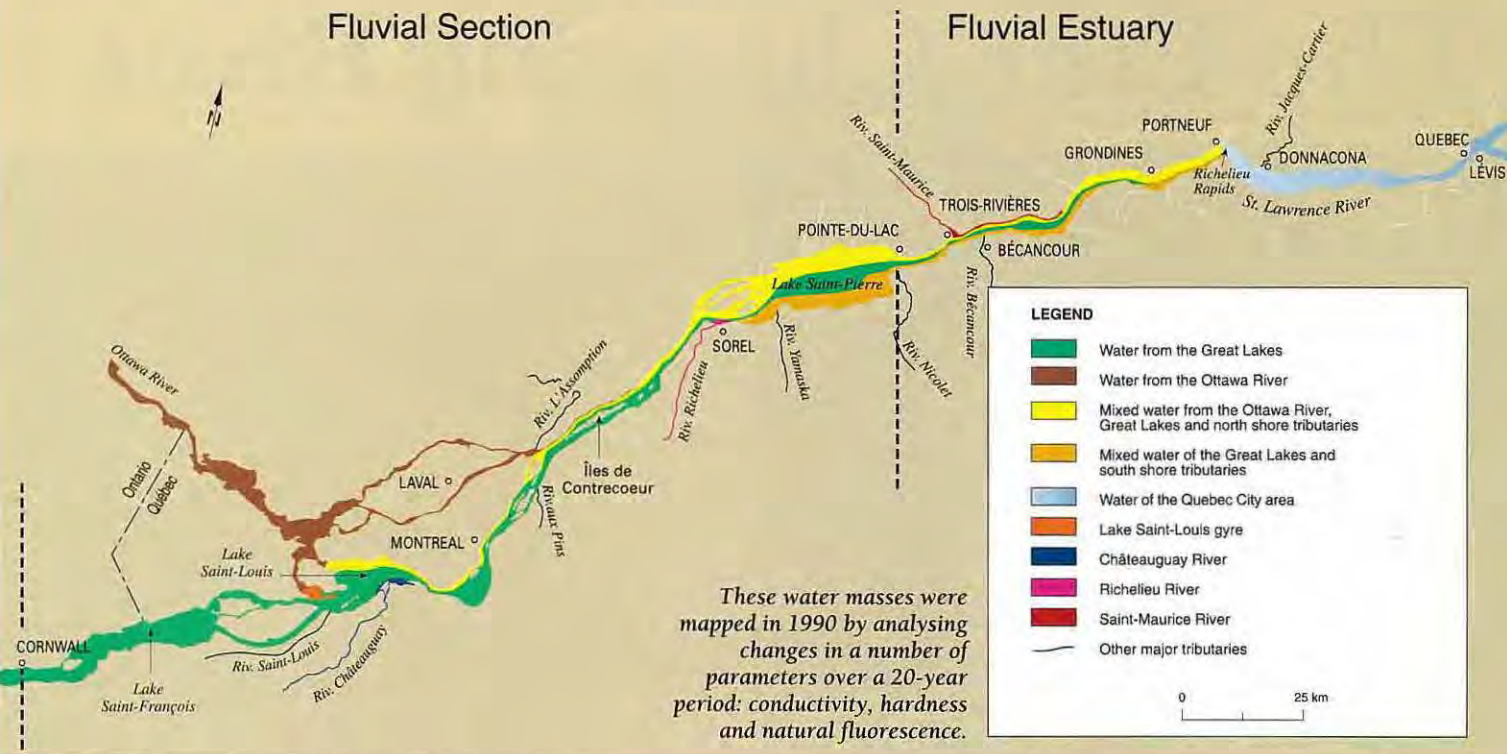 Fluvial Section
Fluvial Estuary
N
Riv. Jacques-Cartier
PORTNEUF
Riv. Saint-Maurice
GRONDINES
QUEBEC
DONNACONA
LÉVIS
Richelieu
Rapids
St. Lawrence River
TROIS-RIVIÈRES
POINTE-DU-LAC
BÉCANCOUR
Riv. Bécancour
Lake Saint-Pierre
SOREL
Riv. Yamaska
Riv. Nicolet
Riv. Richelieu
Ottawa River
Riv. L'Assomption
Îles de
Contrecoeur
Ontario
Québec
LAVAL
Riv. aux Pins
MONTREAL
Lake
Saint-Louis
CORNWALL
Riv. Saint-Louis
Riv. Châteauguay
Lake
Saint-François
These water masses were
mapped in 1990 by analysing
changes in a number of
parameters over a 20-year
period: conductivity, hardness
and natural fluorescence.
LEGEND
Water from the Great Lakes
Water from the Ottawa River
Mixed water from the Ottawa River,
Great Lakes and north shore tributaries
Mixed water of the Great Lakes and
south shore tributaries
Water of the Quebec City area
Lake Saint-Louis gyre
Châteauguay River
Richelieu River
Saint-Maurice River
Other major tributaries
0 25 km